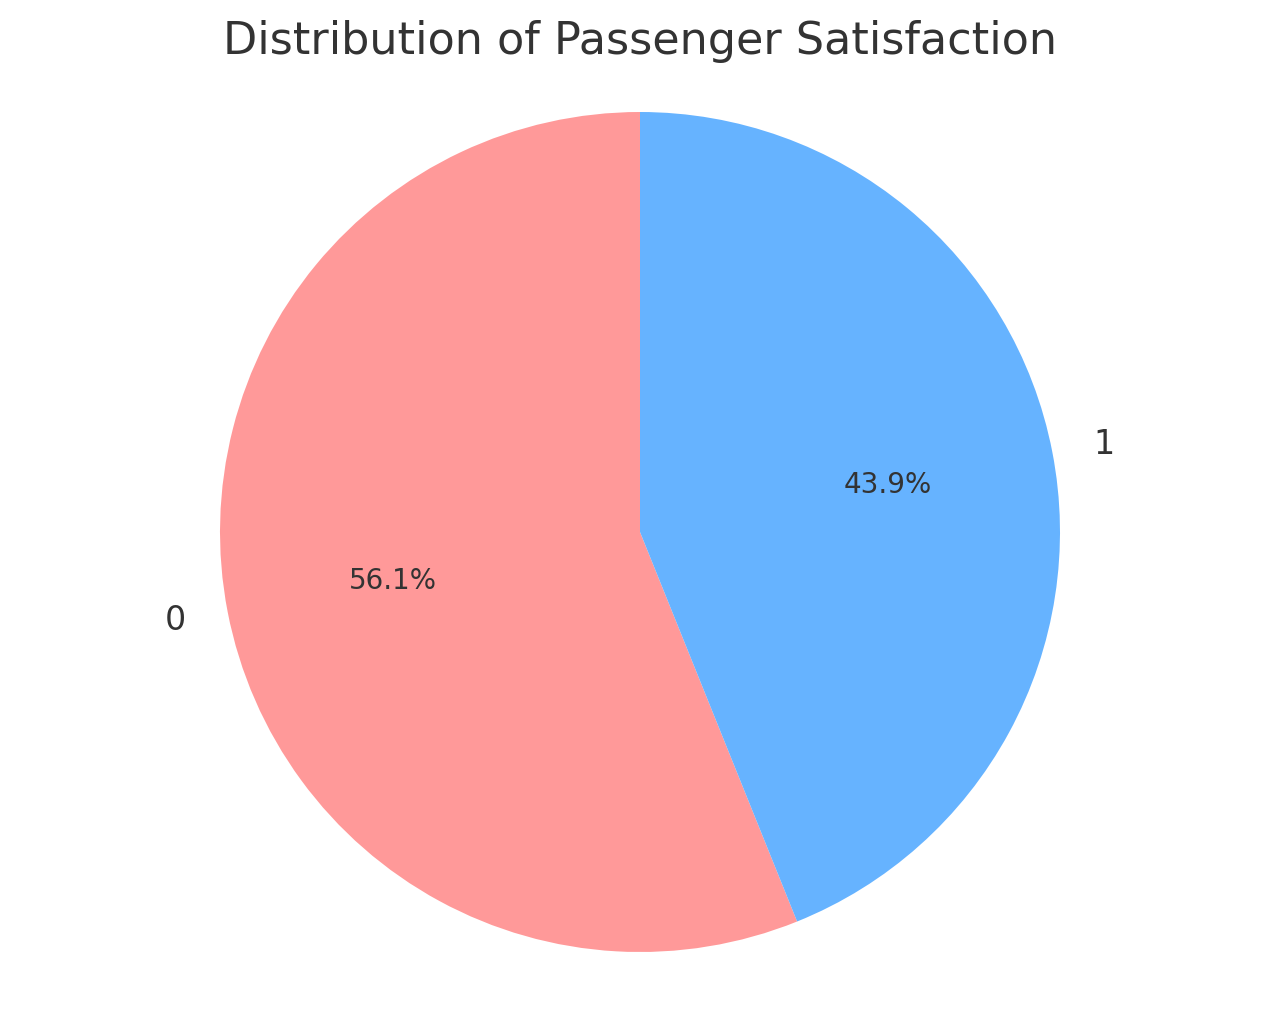 Distribution of Passenger Satisfaction
1
43.9%
56.1%
0